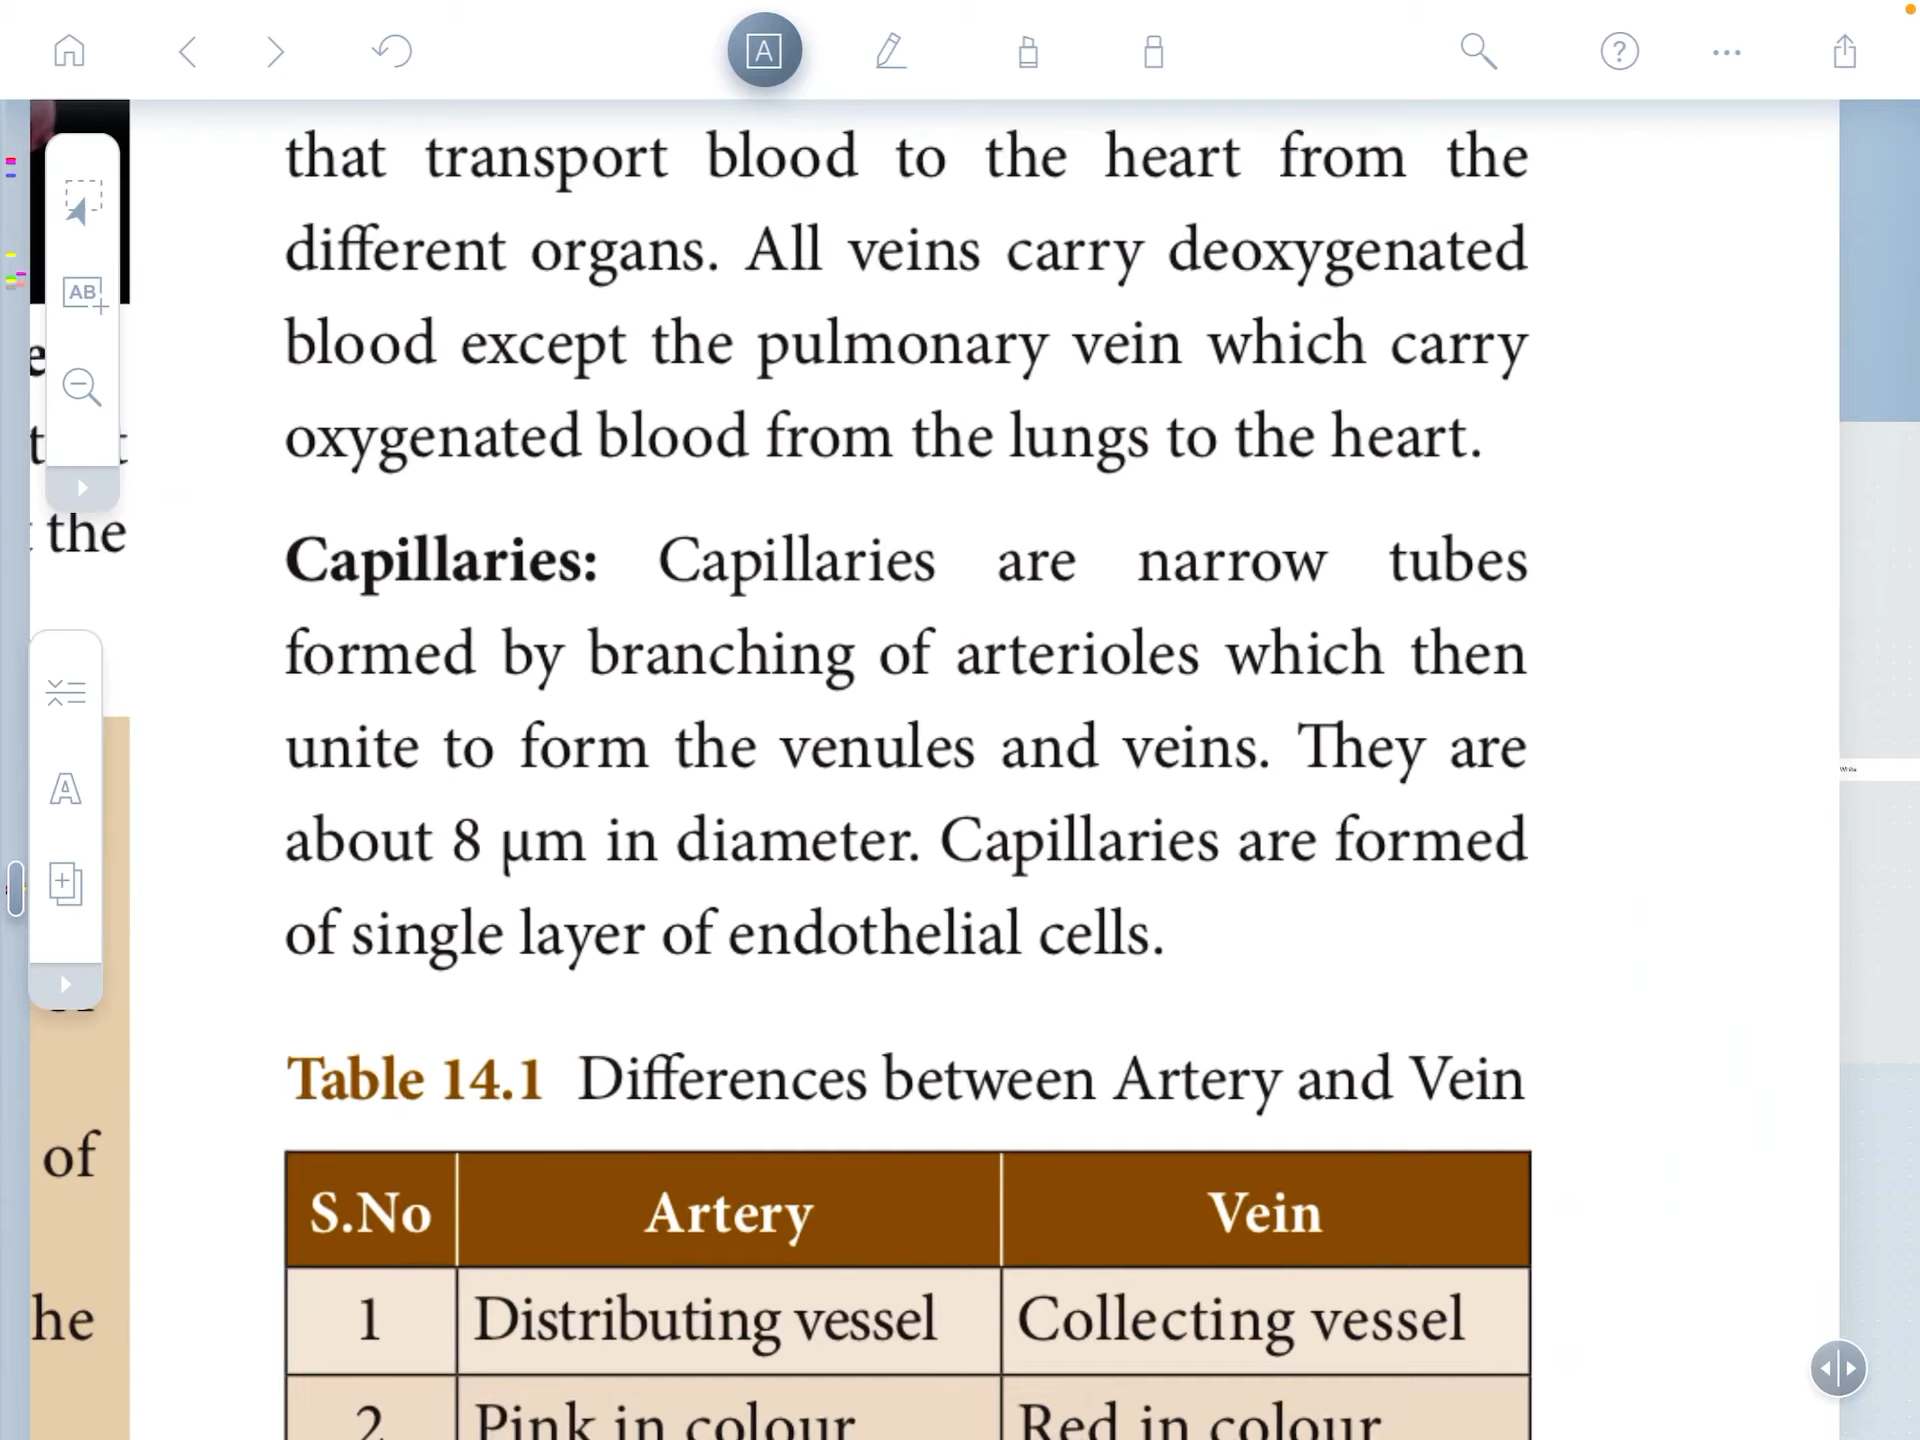 A
AB
that transport blood to the heart from the
different organs. All veins carry deoxygenated
blood except the pulmonary vein which carry
oxygenated blood from the lungs to the heart.
the
Capillaries: Capillaries are narrow tubes
formed by branching of arterioles which then
unite to form the venules and veins. They are
about 8 μm in diameter. Capillaries are formed
of single layer of endothelial cells.
A
White
Table 14.1 Differences between Artery and Vein
of
S.No Artery Vein
he
1 Distributing vessel Collecting vessel
2 Pink in colour Red in colour